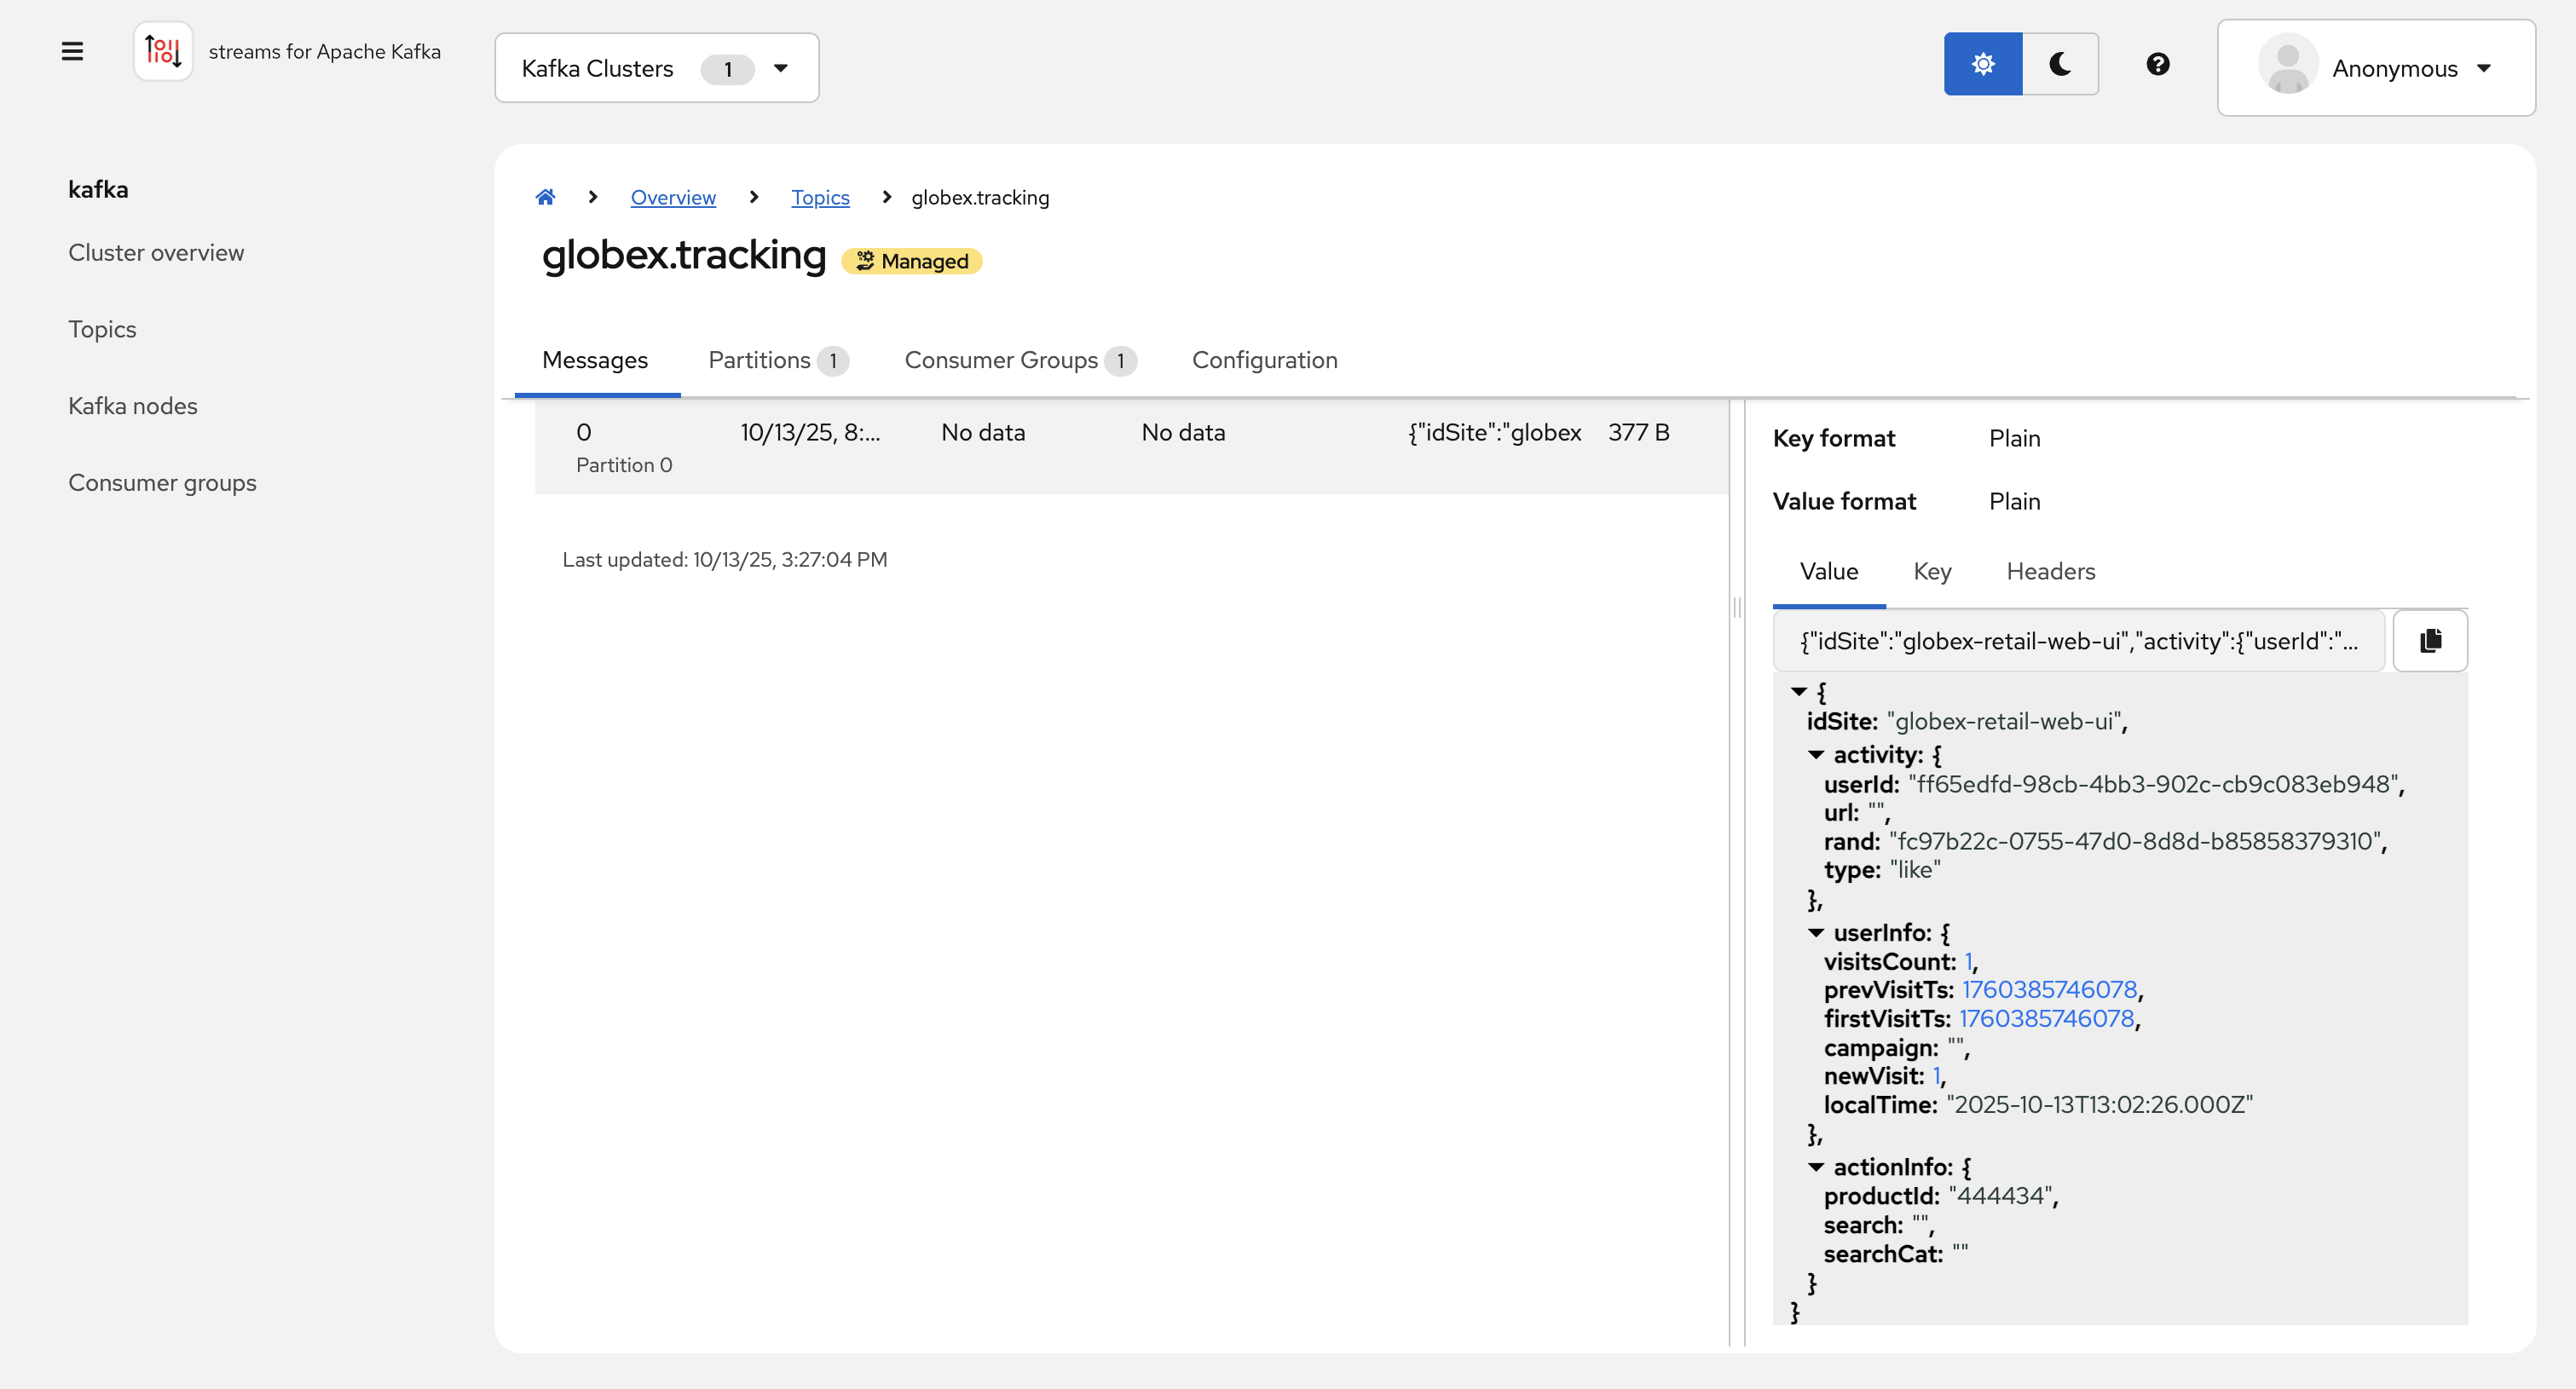 streams for Apache Kafka
Kafka Clusters 1
Anonymous
kafka
Cluster overview
Topics
Kafka nodes
Consumer groups
Overview Topics globex.tracking
globex.tracking Managed
Messages Partitions 1 Consumer Groups 1 Configuration
0 10/13/25, 8:... No data No data {"idSite":"globex 377 B
Partition 0
Last updated: 10/13/25, 3:27:04 PM
Key format Plain
Value format Plain
Value Key Headers
{"idSite":"globex-retail-web-ui","activity":{"userId":"...
{
idSite: "globex-retail-web-ui",
activity: {
userId: "ff65edfd-98cb-4bb3-902c-cb9c083eb948",
url: "",
rand: "fc97b22c-0755-47d0-8d8d-b85858379310",
type: "like"
},
userInfo: {
visitsCount: 1,
prevVisitTs: 1760385746078,
firstVisitTs: 1760385746078,
campaign: "",
newVisit: 1,
localTime: "2025-10-13T13:02:26.000Z"
},
actionInfo: {
productId: "444434",
search: "",
searchCat: ""
}
}